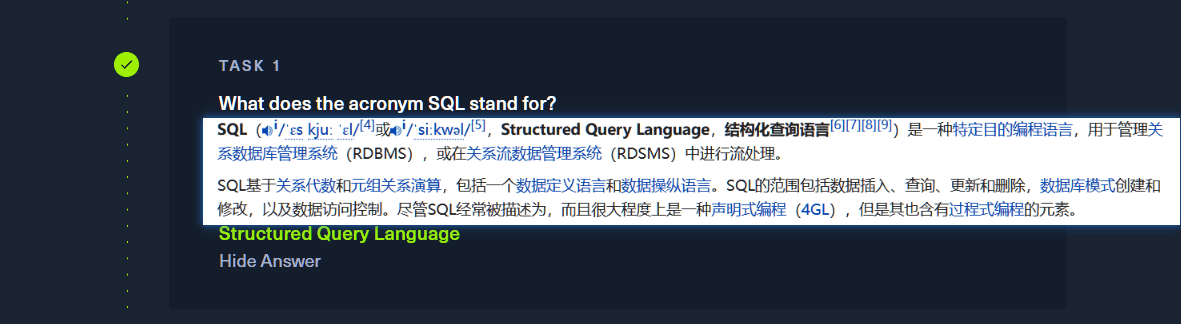 TASK 1
What does the acronym SQL stand for?
SQL（i/ˈɛs kjuː ˈɛl/[4]或i/ˈsiːkwəl/[5]，Structured Query Language，结构化查询语言[6][7][8][9]）是一种特定目的编程语言，用于管理关
系数据库管理系统（RDBMS），或在关系流数据管理系统（RDSMS）中进行流处理。
SQL基于关系代数和元组关系演算，包括一个数据定义语言和数据操纵语言。SQL的范围包括数据插入、查询、更新和删除，数据库模式创建和
修改，以及数据访问控制。尽管SQL经常被描述为，而且很大程度上是一种声明式编程（4GL），但是其也含有过程式编程的元素。
Structured Query Language
Hide Answer